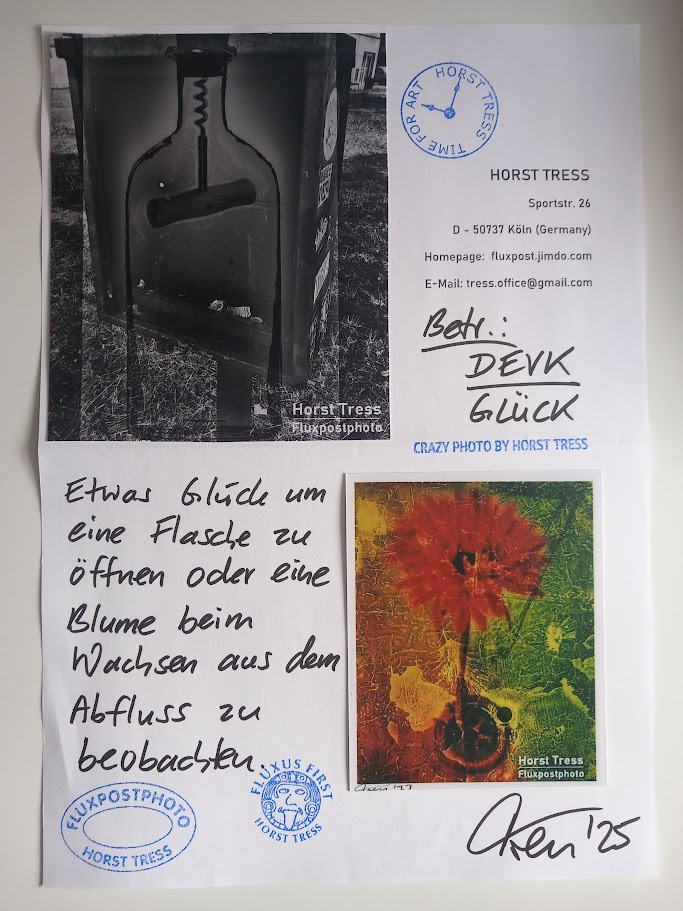 HORST TRESS
TIME FOR ART
HORST TRESS
Sportstr. 26
D - 50737 Köln (Germany)
Homepage: fluxpost.jimdo.com
E-Mail: tress.office@gmail.com
Betr.:
DEVK
GLÜCK
Horst Tress
Fluxpostphoto
CRAZY PHOTO BY HORST TRESS
Etwas Glück um
eine Flasche zu
öffnen oder eine
Blume beim
Wachsen aus dem
Abfluss zu
beobachten.
Horst Tress
Fluxpostphoto
'23
FLUXUS FIRST
HORST TRESS
FLUXPOSTPHOTO
HORST TRESS
'25